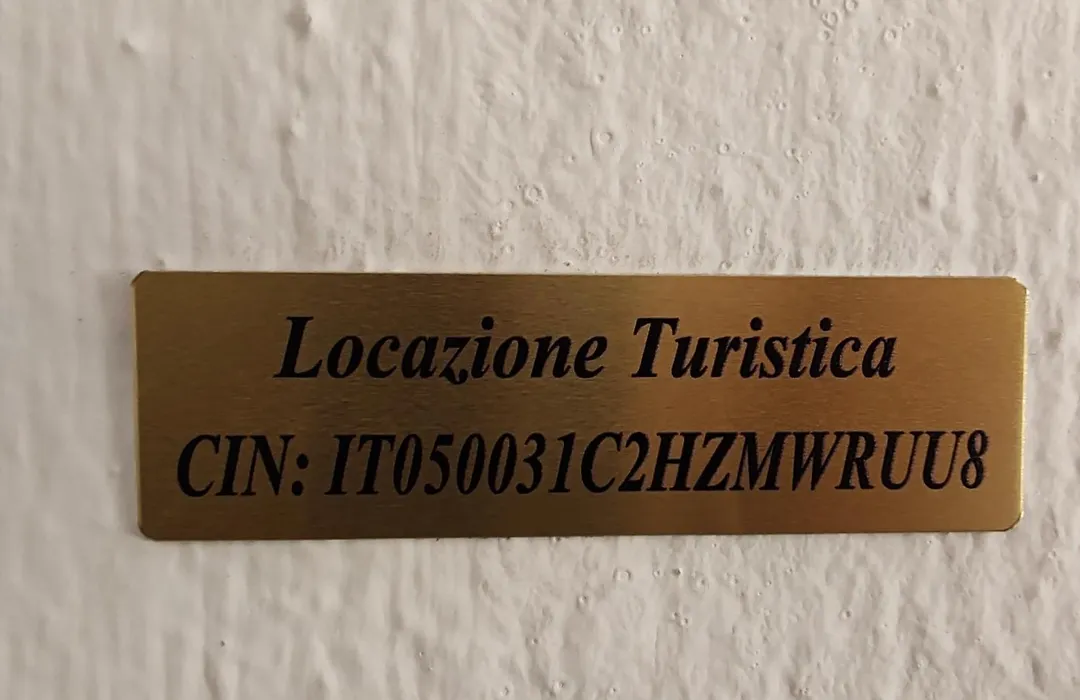 Locazione Turistica
CIN: IT050031C2HZMWRUU8